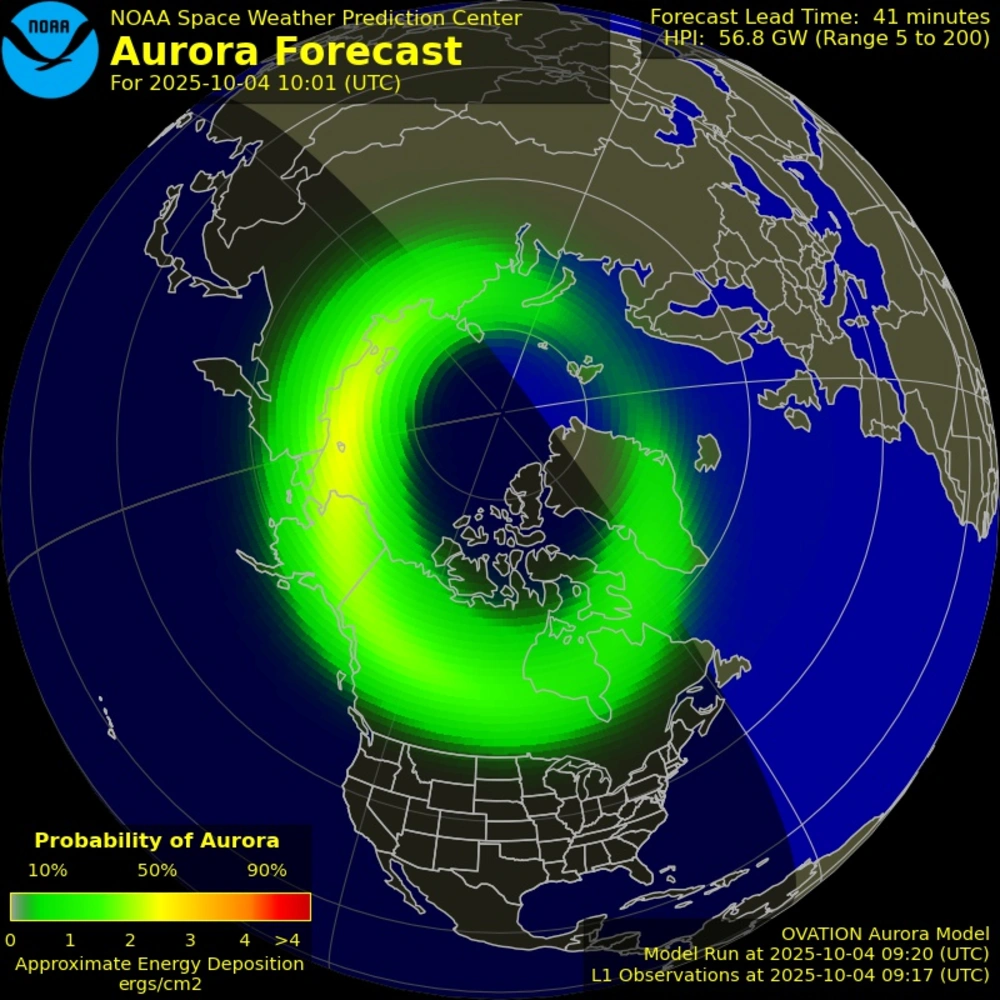 NOAA
NOAA Space Weather Prediction Center
Aurora Forecast
For 2025-10-04 10:01 (UTC)
Forecast Lead Time: 41 minutes
HPI: 56.8 GW (Range 5 to 200)
Probability of Aurora
10% 50% 90%
0 1 2 3 4 >4
Approximate Energy Deposition
ergs/cm2
OVATION Aurora Model
Model Run at 2025-10-04 09:20 (UTC)
L1 Observations at 2025-10-04 09:17 (UTC)